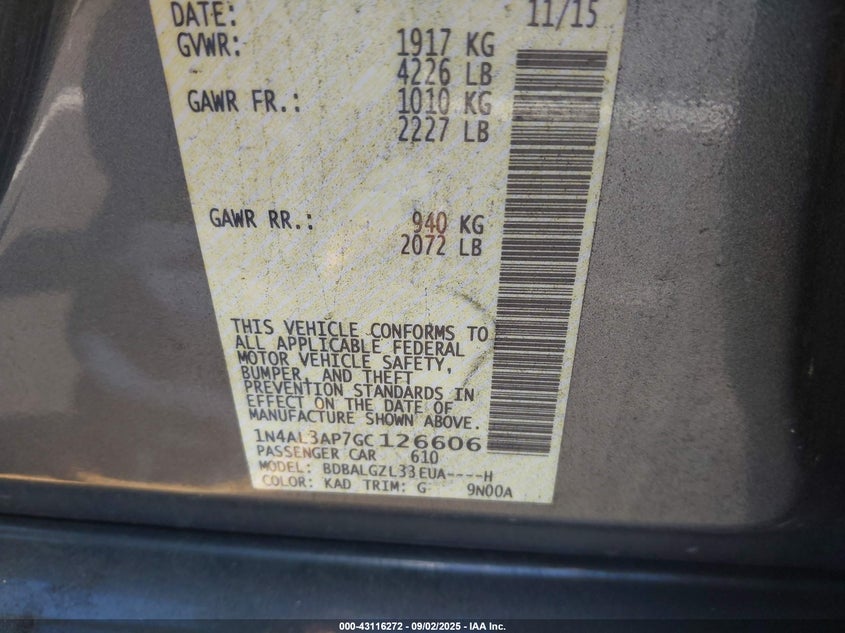 DATE: 11/15
GVWR: 1917 KG
4226 LB
GAWR FR.: 1010 KG
2227 LB
GAWR RR.: 940 KG
2072 LB
THIS VEHICLE CONFORMS TO
ALL APPLICABLE FEDERAL
MOTOR VEHICLE SAFETY,
BUMPER, AND THEFT
PREVENTION STANDARDS IN
EFFECT ON THE DATE OF
MANUFACTURE SHOWN ABOVE.
1N4AL3AP7GC126606
PASSENGER CAR 610
MODEL: BDBALGZL33EUA----H
COLOR: KAD TRIM: G 9N00A
000-43116272 - 09/02/2025 - IAA Inc.